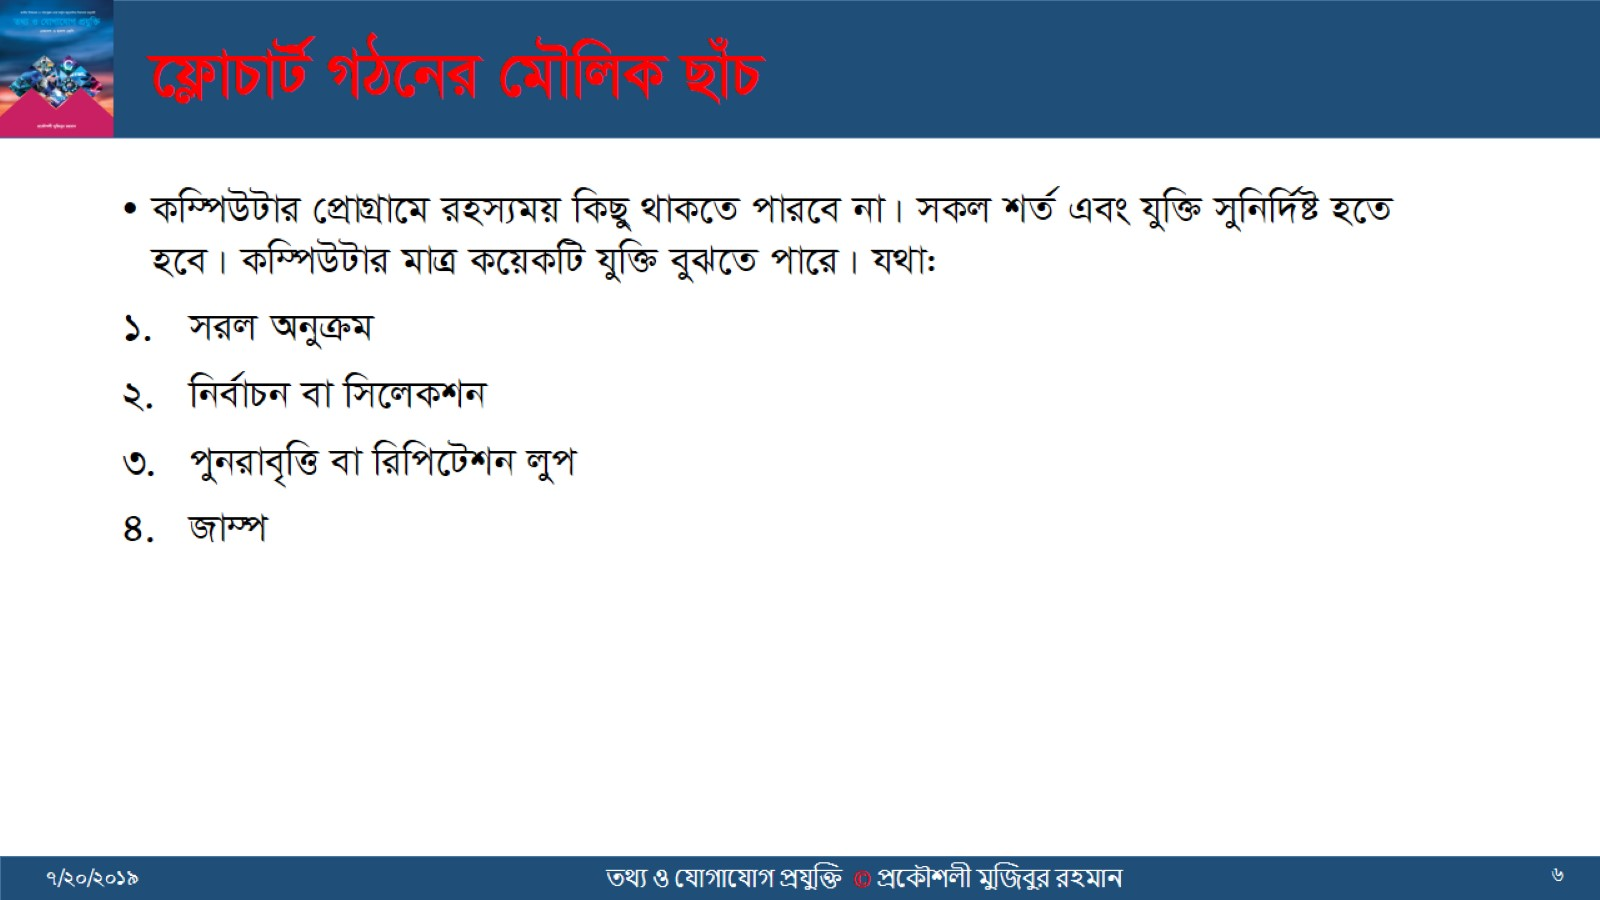 তথ্য ও যোগাযোগ প্রযুক্তি
ফ্লোচার্ট গঠনের মৌলিক ছাঁচ
• কম্পিউটার প্রোগ্রামে রহস্যময় কিছু থাকতে পারবে না। সকল শর্ত এবং যুক্তি সুনির্দিষ্ট হতে
হবে। কম্পিউটার মাত্র কয়েকটি যুক্তি বুঝতে পারে। যথা:
১. সরল অনুক্রম
২. নির্বাচন বা সিলেকশন
৩. পুনরাবৃত্তি বা রিপিটেশন লুপ
৪. জাম্প
৭/২০/২০১৯
তথ্য ও যোগাযোগ প্রযুক্তি © প্রকৌশলী মুজিবুর রহমান
৬